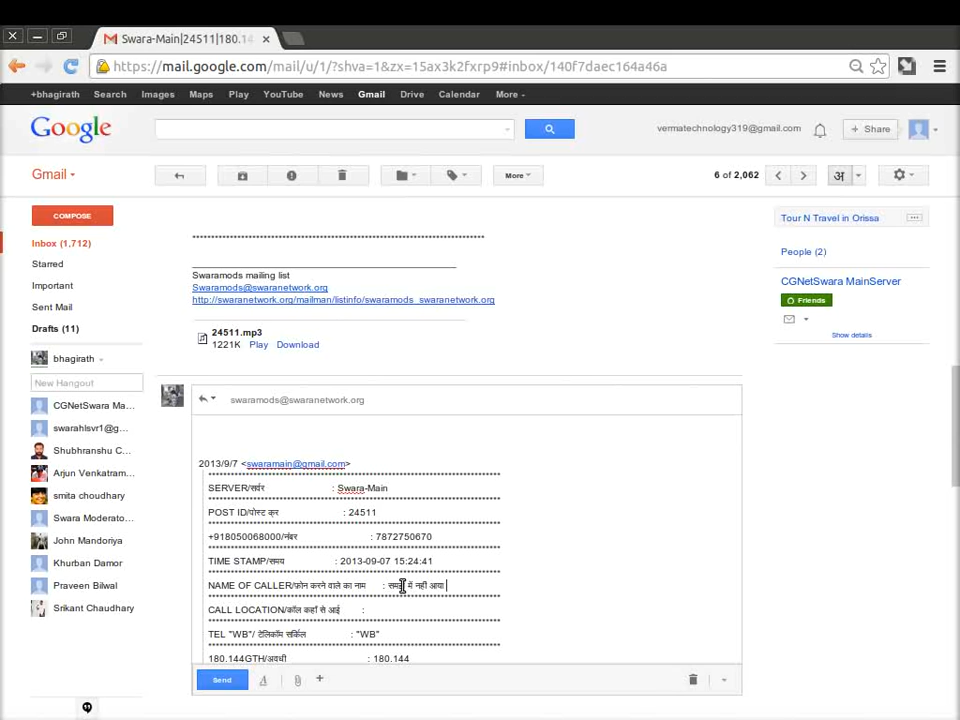 Swara-Main|24511|180.14
https://mail.google.com/mail/u/1/?shva=1&zx=15ax3k2fxrp9#inbox/140f7daec164a46a
+bhagirath Search Images Maps Play YouTube News Gmail Drive Calendar More
Google
vermatechnology319@gmail.com
+ Share
Gmail
More
6 of 2,062
अ
COMPOSE
Inbox (1,712)
Starred
Important
Sent Mail
Drafts (11)
bhagirath
New Hangout
CGNetSwara Ma...
swarahlsvr1@g...
Shubhranshu C...
Arjun Venkatram...
smita choudhary
Swara Moderato...
John Mandoriya
Khurban Damor
Praveen Bilwal
Srikant Chaudhary
Swaramods mailing list
Swaramods@swaranetwork.org
http://swaranetwork.org/mailman/listinfo/swaramods_swaranetwork.org
24511.mp3
1221K Play Download
swaramods@swaranetwork.org
2013/9/7 <swaramain@gmail.com>
SERVER/सर्वर : Swara-Main
POST ID/पोस्ट क्र : 24511
+918050068000/नंबर : 7872750670
TIME STAMP/समय : 2013-09-07 15:24:41
NAME OF CALLER/फ़ोन करने वाले का नाम : समझ में नहीं आया
CALL LOCATION/कॉल कहाँ से आई :
TEL "WB"/ टेलिकॉम सर्किल : "WB"
180.144GTH/अवधी : 180.144
Send
Tour N Travel in Orissa
People (2)
CGNetSwara MainServer
Friends
Show details